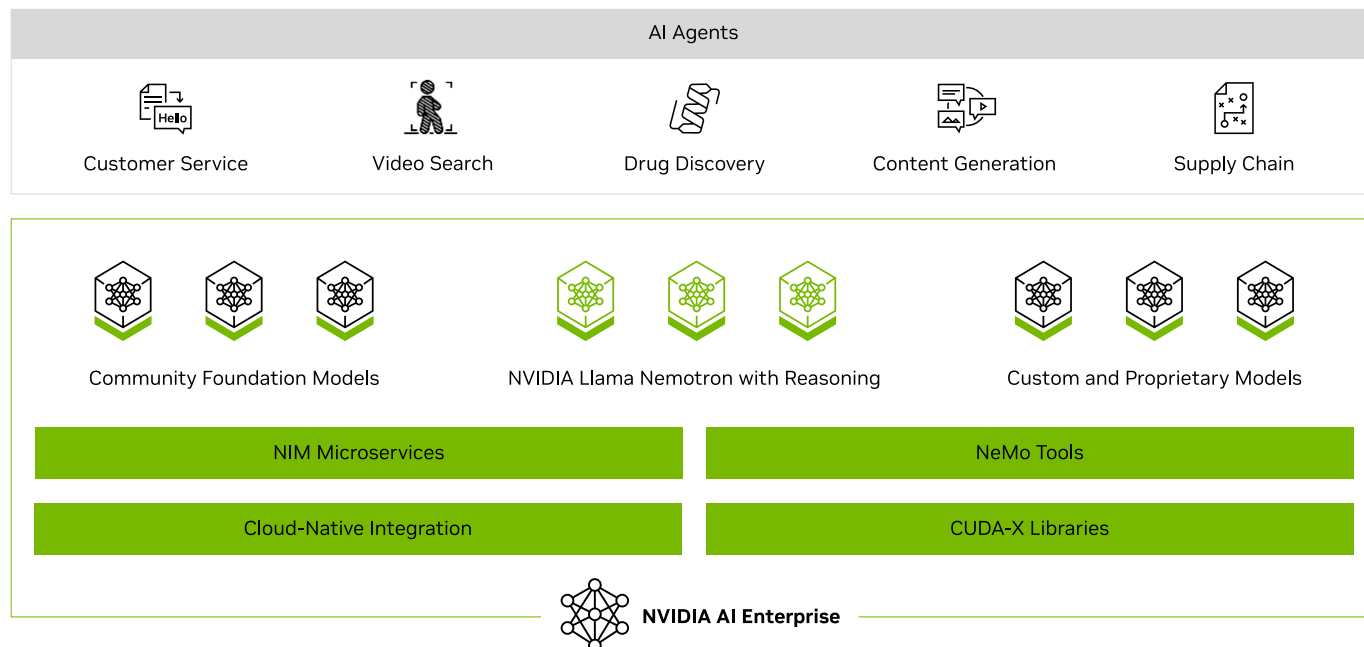 AI Agents
Hello
Customer Service
Video Search
Drug Discovery
Content Generation
Supply Chain
Community Foundation Models
NVIDIA Llama Nemotron with Reasoning
Custom and Proprietary Models
NIM Microservices
NeMo Tools
Cloud-Native Integration
CUDA-X Libraries
NVIDIA AI Enterprise